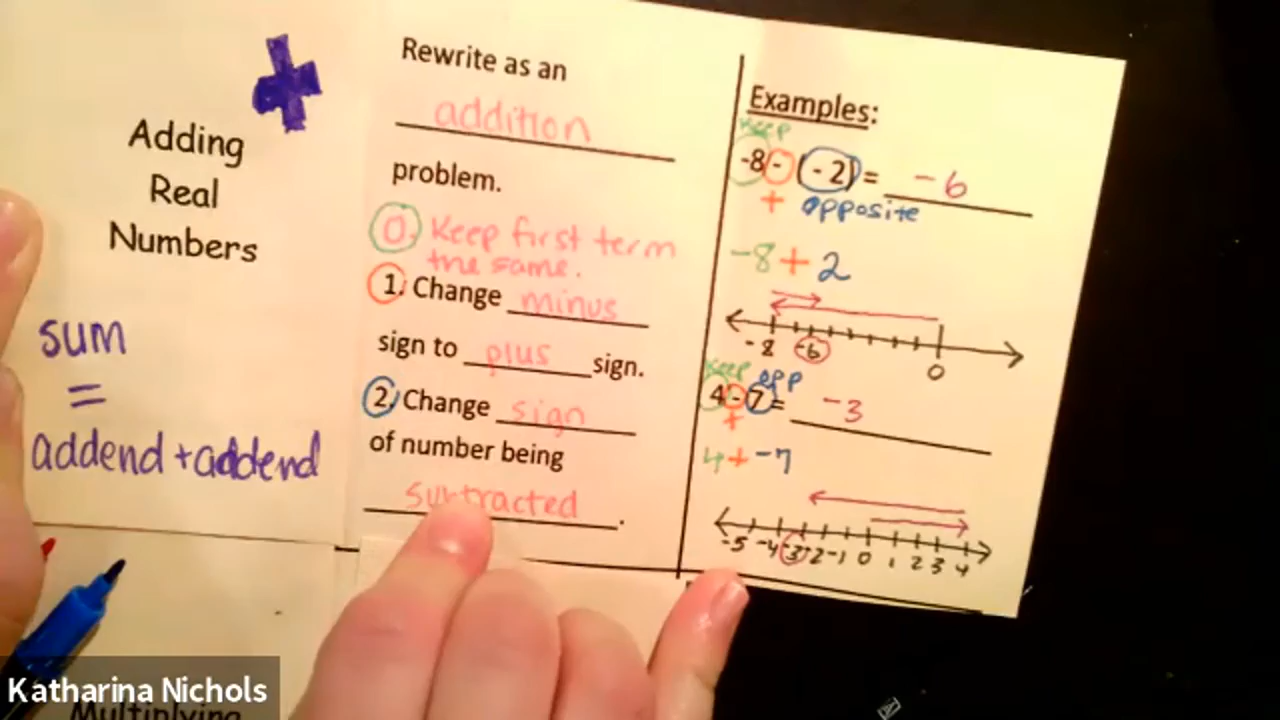 Adding
Real
Numbers
sum
=
addend + addend
Rewrite as an
addition
problem.
0. Keep first term
the same.
1. Change minus
sign to plus sign.
2. Change sign
of number being
subtracted.
Examples:
keep
-8 - (-2) = -6
+ opposite
-8 + 2
-8 -6 0
keep opp
4 - 7 = -3
+
4 + -7
-5 -4 -3 -2 -1 0 1 2 3 4
Katharina Nichols
Multiplying